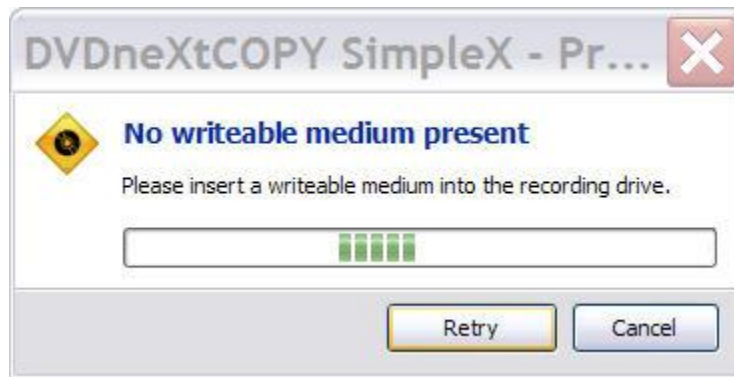 DVDneXtCOPY SimpleX - Pr...
No writeable medium present
Please insert a writeable medium into the recording drive.
Retry Cancel